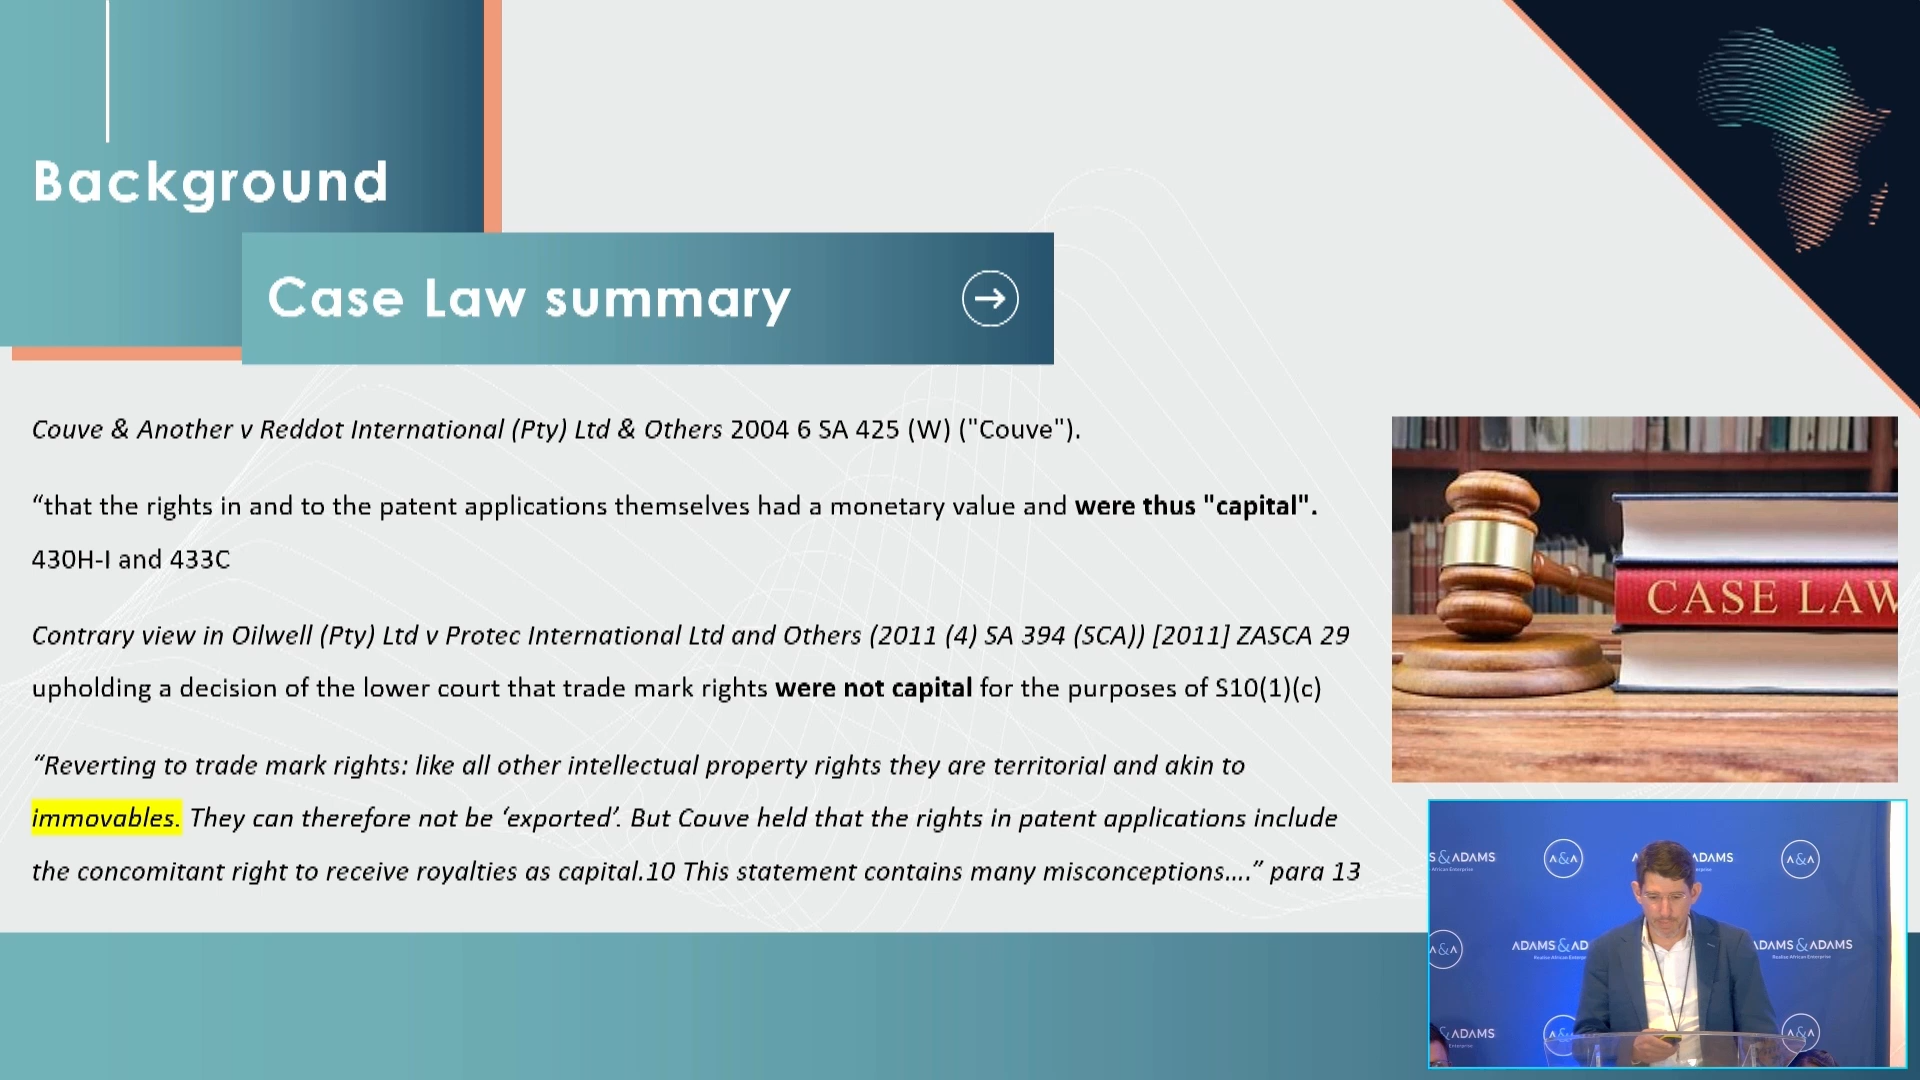 Background
Case Law summary
Couve & Another v Reddot International (Pty) Ltd & Others 2004 6 SA 425 (W) ("Couve").
“that the rights in and to the patent applications themselves had a monetary value and were thus "capital".
430H-I and 433C
Contrary view in Oilwell (Pty) Ltd v Protec International Ltd and Others (2011 (4) SA 394 (SCA)) [2011] ZASCA 29
upholding a decision of the lower court that trade mark rights were not capital for the purposes of S10(1)(c)
“Reverting to trade mark rights: like all other intellectual property rights they are territorial and akin to
immovables. They can therefore not be ‘exported’. But Couve held that the rights in patent applications include
the concomitant right to receive royalties as capital.10 This statement contains many misconceptions....” para 13
CASE LAW
S & ADAMS
A&A
ADAMS
A&A
A&A
ADAMS & AD
ADAMS & ADAMS
Realise African Enterprise
& ADAMS
A&A
A&A